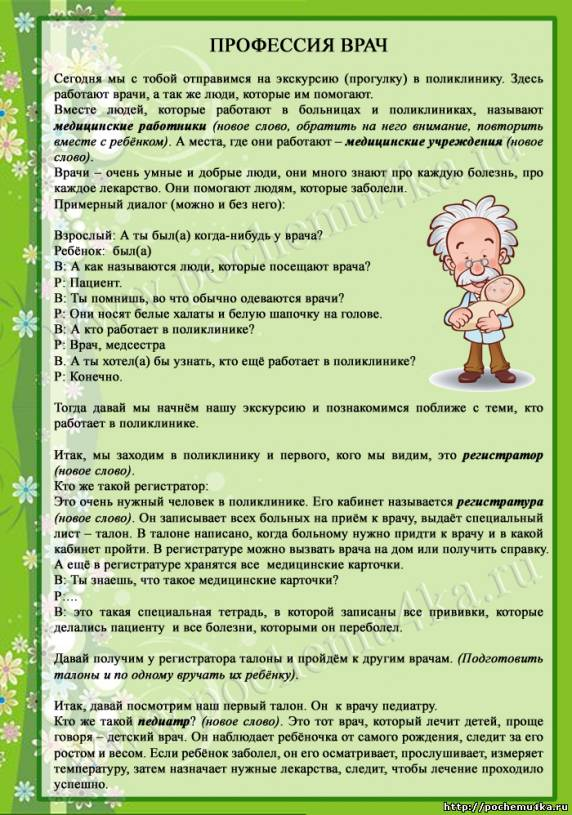 ПРОФЕССИЯ ВРАЧ
Сегодня мы с тобой отправимся на экскурсию (прогулку) в поликлинику. Здесь
работают врачи, а так же люди, которые им помогают.
Вместе людей, которые работают в больницах и поликлиниках, называют
медицинские работники (новое слово, обратить на него внимание, повторить
вместе с ребёнком). А места, где они работают – медицинские учреждения (новое
слово).
Врачи – очень умные и добрые люди, они много знают про каждую болезнь, про
каждое лекарство. Они помогают людям, которые заболели.
Примерный диалог (можно и без него):
Взрослый: А ты был(а) когда-нибудь у врача?
Ребёнок: был(а)
В: А как называются люди, которые посещают врача?
Р: Пациент.
В: Ты помнишь, во что обычно одеваются врачи?
Р: Они носят белые халаты и белую шапочку на голове.
В: А кто работает в поликлинике?
Р: Врач, медсестра
В. А ты хотел(а) бы узнать, кто ещё работает в поликлинике?
Р: Конечно.
Тогда давай мы начнём нашу экскурсию и познакомимся поближе с теми, кто
работает в поликлинике.
Итак, мы заходим в поликлинику и первого, кого мы видим, это регистратор
(новое слово).
Кто же такой регистратор:
Это очень нужный человек в поликлинике. Его кабинет называется регистратура
(новое слово). Он записывает всех больных на приём к врачу, выдаёт специальный
лист – талон. В талоне написано, когда больному нужно придти к врачу и в какой
кабинет пройти. В регистратуре можно вызвать врача на дом или получить справку.
А ещё в регистратуре хранятся все медицинские карточки.
В: Ты знаешь, что такое медицинские карточки?
Р….
В: это такая специальная тетрадь, в которой записаны все прививки, которые
делались пациенту и все болезни, которыми он переболел.
Давай получим у регистратора талоны и пройдём к другим врачам. (Подготовить
талоны и по одному вручать их ребёнку).
Итак, давай посмотрим наш первый талон. Он к врачу педиатру.
Кто же такой педиатр? (новое слово). Это тот врач, который лечит детей, проще
говоря – детский врач. Он наблюдает ребёночка от самого рождения, следит за его
ростом и весом. Если ребёнок заболел, он его осматривает, прослушивает, измеряет
температуру, затем назначает нужные лекарства, следит, чтобы лечение проходило
успешно.
www.pochemu4ka.ru
www.pochemu4ka.ru
http://pochemu4ka.ru